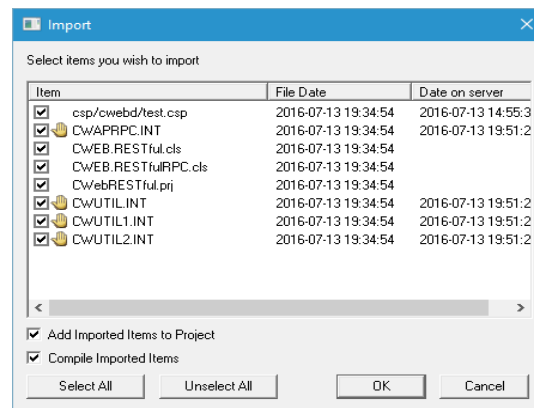 Import
Select items you wish to import
Item File Date Date on server
csp/cwebd/test.csp 2016-07-13 19:34:54 2016-07-13 14:55:3
CWAPRPC.INT 2016-07-13 19:34:54 2016-07-13 19:51:2
CWEB.RESTful.cls 2016-07-13 19:34:54
CWEB.RESTfulRPC.cls 2016-07-13 19:34:54
CWebRESTful.prj 2016-07-13 19:34:54
CWUTIL.INT 2016-07-13 19:34:54 2016-07-13 19:51:2
CWUTIL1.INT 2016-07-13 19:34:54 2016-07-13 19:51:2
CWUTIL2.INT 2016-07-13 19:34:54 2016-07-13 19:51:2
Add Imported Items to Project
Compile Imported Items
Select All Unselect All OK Cancel